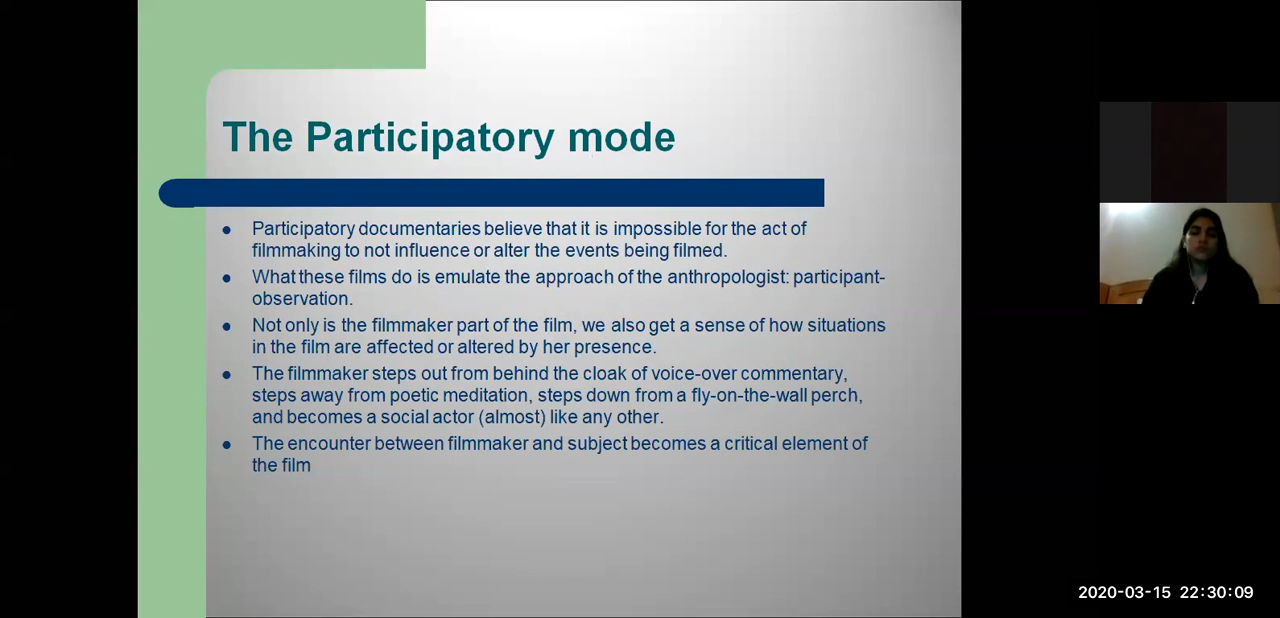 The Participatory mode
Participatory documentaries believe that it is impossible for the act of
filmmaking to not influence or alter the events being filmed.
What these films do is emulate the approach of the anthropologist: participant-
observation.
Not only is the filmmaker part of the film, we also get a sense of how situations
in the film are affected or altered by her presence.
The filmmaker steps out from behind the cloak of voice-over commentary,
steps away from poetic meditation, steps down from a fly-on-the-wall perch,
and becomes a social actor (almost) like any other.
The encounter between filmmaker and subject becomes a critical element of
the film
2020-03-15 22:30:09